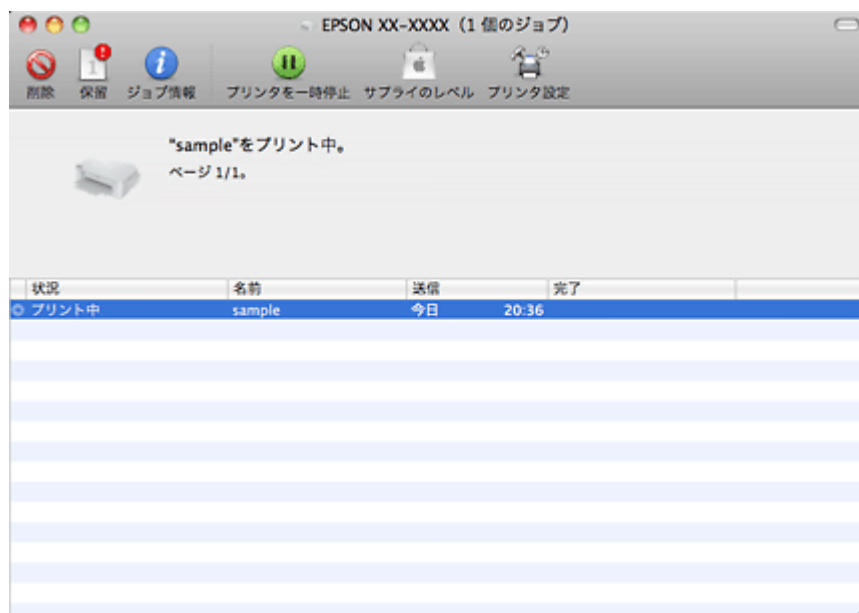 EPSON XX-XXXX（1 個のジョブ）
削除 保留 ジョブ情報 プリンタを一時停止 サプライのレベル プリンタ設定
"sample"をプリント中。
ページ 1/1。
状況 名前 送信 完了
プリント中 sample 今日 20:36